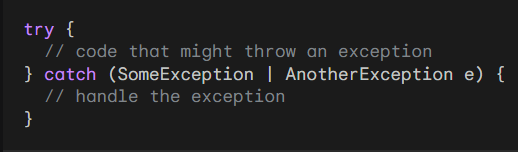 try {
  // code that might throw an exception
} catch (SomeException | AnotherException e) {
  // handle the exception
}